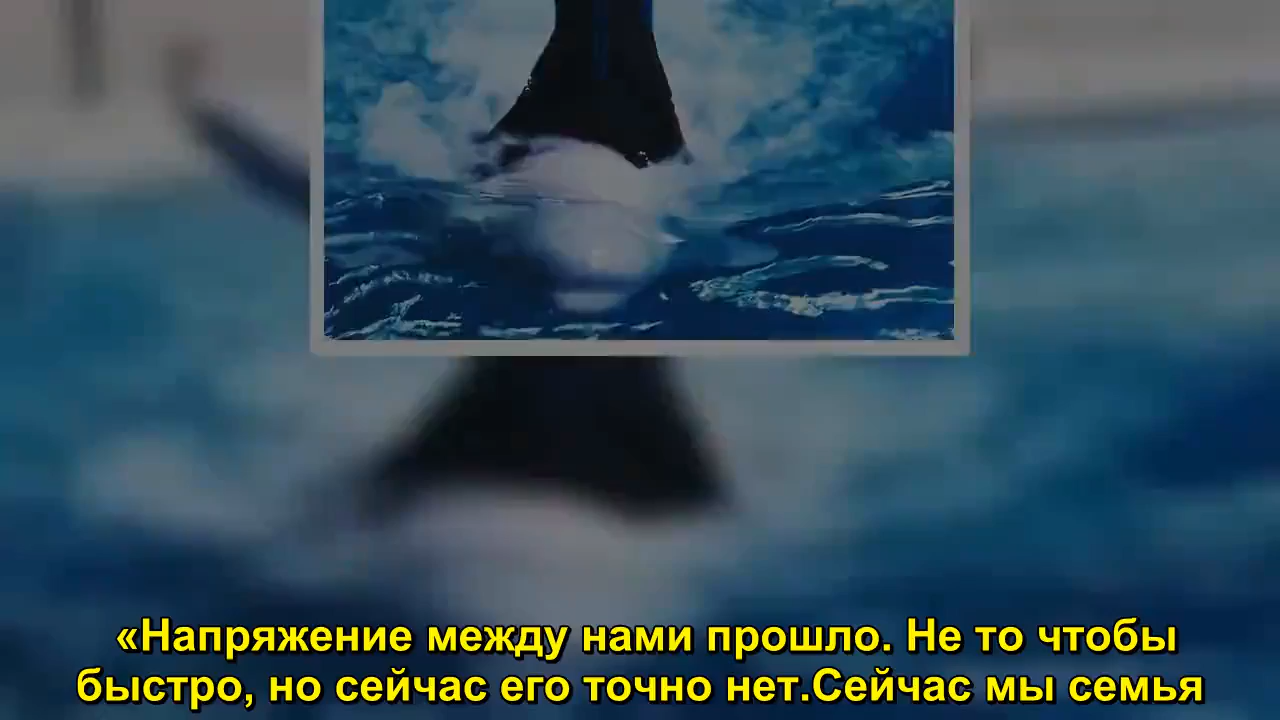 «Напряжение между нами прошло. Не то чтобы
быстро, но сейчас его точно нет.Сейчас мы семья